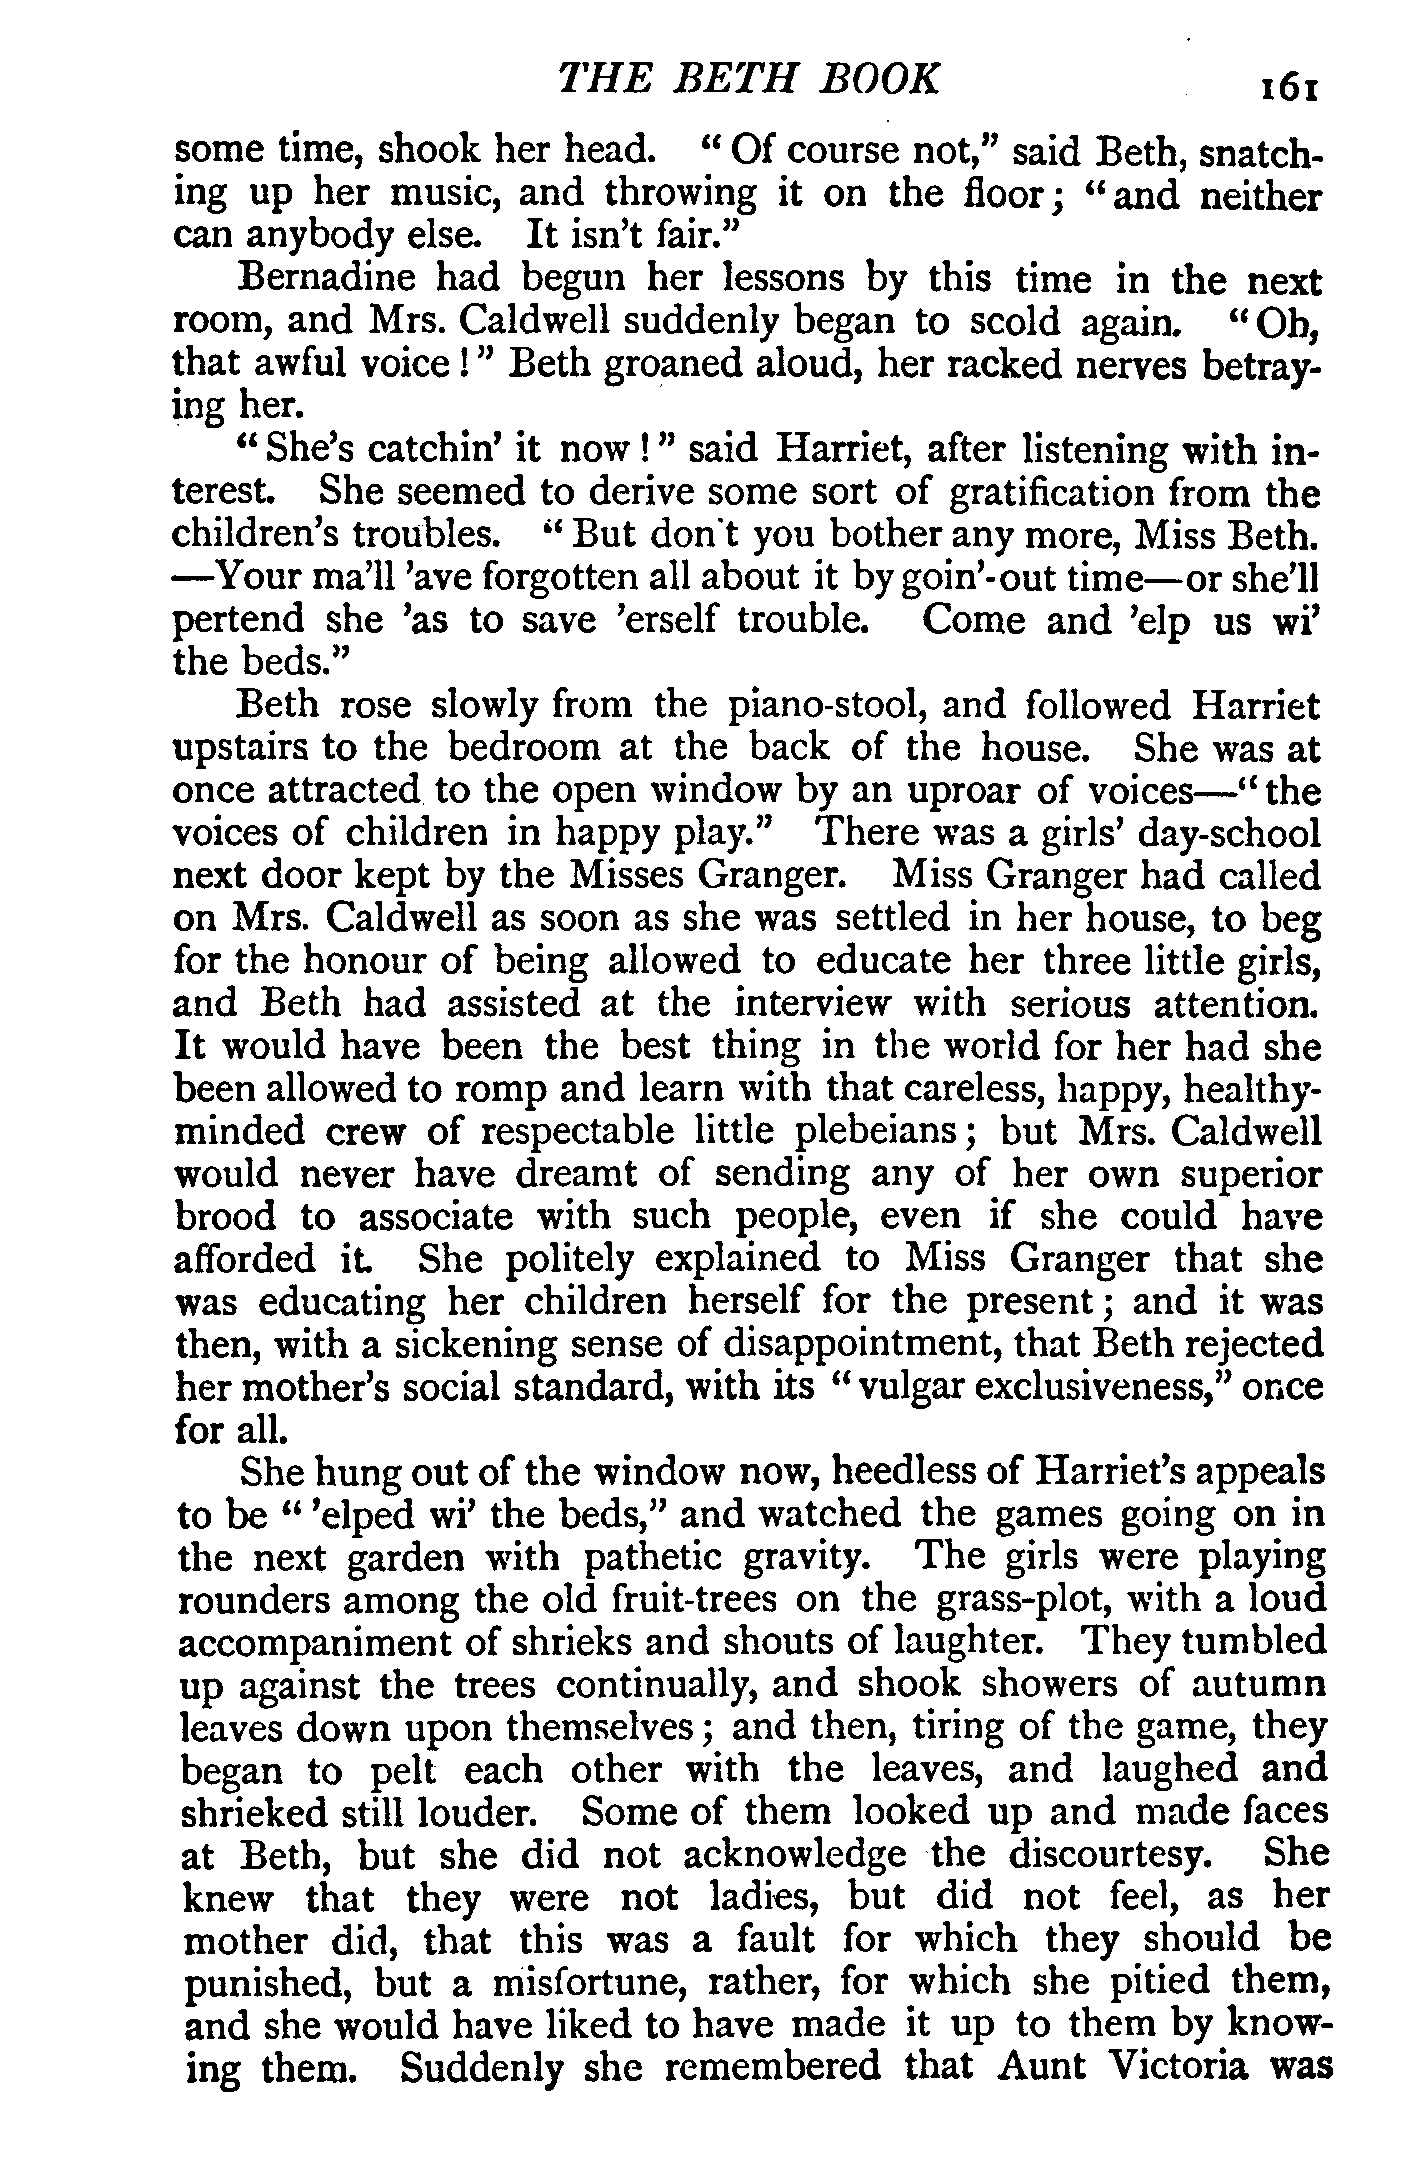 THE BETH BOOK 161
some time, shook her head. “ Of course not,” said Beth, snatch-
ing up her music, and throwing it on the floor ; “ and neither
can anybody else. It isn't fair.”
Bernadine had begun her lessons by this time in the next
room, and Mrs. Caldwell suddenly began to scold again. “ Oh,
that awful voice ! ” Beth groaned aloud, her racked nerves betray-
ing her.
“ She's catchin' it now ! ” said Harriet, after listening with in-
terest. She seemed to derive some sort of gratification from the
children's troubles. “ But don't you bother any more, Miss Beth.
—Your ma'll 'ave forgotten all about it by goin'-out time—or she'll
pertend she 'as to save 'erself trouble. Come and 'elp us wi'
the beds.”
Beth rose slowly from the piano-stool, and followed Harriet
upstairs to the bedroom at the back of the house. She was at
once attracted to the open window by an uproar of voices—“ the
voices of children in happy play.” There was a girls' day-school
next door kept by the Misses Granger. Miss Granger had called
on Mrs. Caldwell as soon as she was settled in her house, to beg
for the honour of being allowed to educate her three little girls,
and Beth had assisted at the interview with serious attention.
It would have been the best thing in the world for her had she
been allowed to romp and learn with that careless, happy, healthy-
minded crew of respectable little plebeians ; but Mrs. Caldwell
would never have dreamt of sending any of her own superior
brood to associate with such people, even if she could have
afforded it. She politely explained to Miss Granger that she
was educating her children herself for the present ; and it was
then, with a sickening sense of disappointment, that Beth rejected
her mother's social standard, with its “ vulgar exclusiveness,” once
for all.
She hung out of the window now, heedless of Harriet's appeals
to be “ 'elped wi' the beds,” and watched the games going on in
the next garden with pathetic gravity. The girls were playing
rounders among the old fruit-trees on the grass-plot, with a loud
accompaniment of shrieks and shouts of laughter. They tumbled
up against the trees continually, and shook showers of autumn
leaves down upon themselves ; and then, tiring of the game, they
began to pelt each other with the leaves, and laughed and
shrieked still louder. Some of them looked up and made faces
at Beth, but she did not acknowledge the discourtesy. She
knew that they were not ladies, but did not feel, as her
mother did, that this was a fault for which they should be
punished, but a misfortune, rather, for which she pitied them,
and she would have liked to have made it up to them by know-
ing them. Suddenly she remembered that Aunt Victoria was